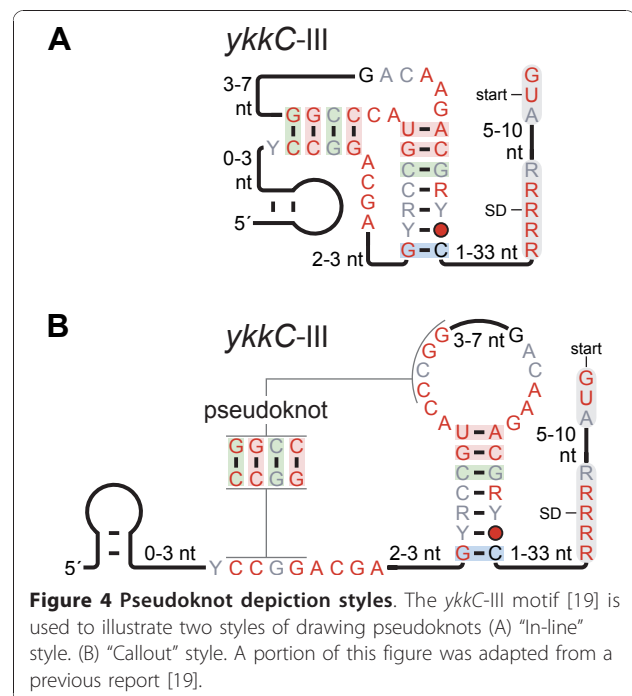 A
ykkC-III
3-7
nt
G A C A
A
G
G G C C C A U A
G C
C G
C R
R Y
Y
G C
start
G
U
A
5-10
nt
R
R
R
R
R
SD
Y C C G G
A
C
G
A
0-3
nt
5´
2-3 nt
1-33 nt
B
ykkC-III
G 3-7 nt G
G A
C C
C A
C A
C G
A
U A
G C
C G
C R
R Y
Y
G C
start
G
U
A
5-10
nt
R
R
R
R
R
SD
pseudoknot
G G C C
C C G G
5´
0-3 nt
Y C C G G A C G A
2-3 nt
1-33 nt
Figure 4 Pseudoknot depiction styles. The ykkC-III motif [19] is
used to illustrate two styles of drawing pseudoknots (A) “In-line”
style. (B) “Callout” style. A portion of this figure was adapted from a
previous report [19].